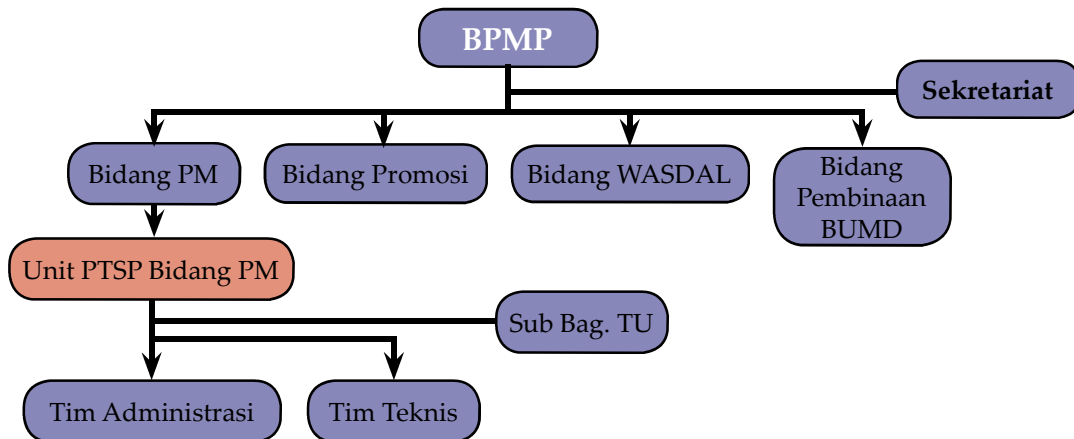 BPMP
Sekretariat
Bidang PM
Bidang Promosi
Bidang WASDAL
Bidang
Pembinaan
BUMD
Unit PTSP Bidang PM
Sub Bag. TU
Tim Administrasi
Tim Teknis